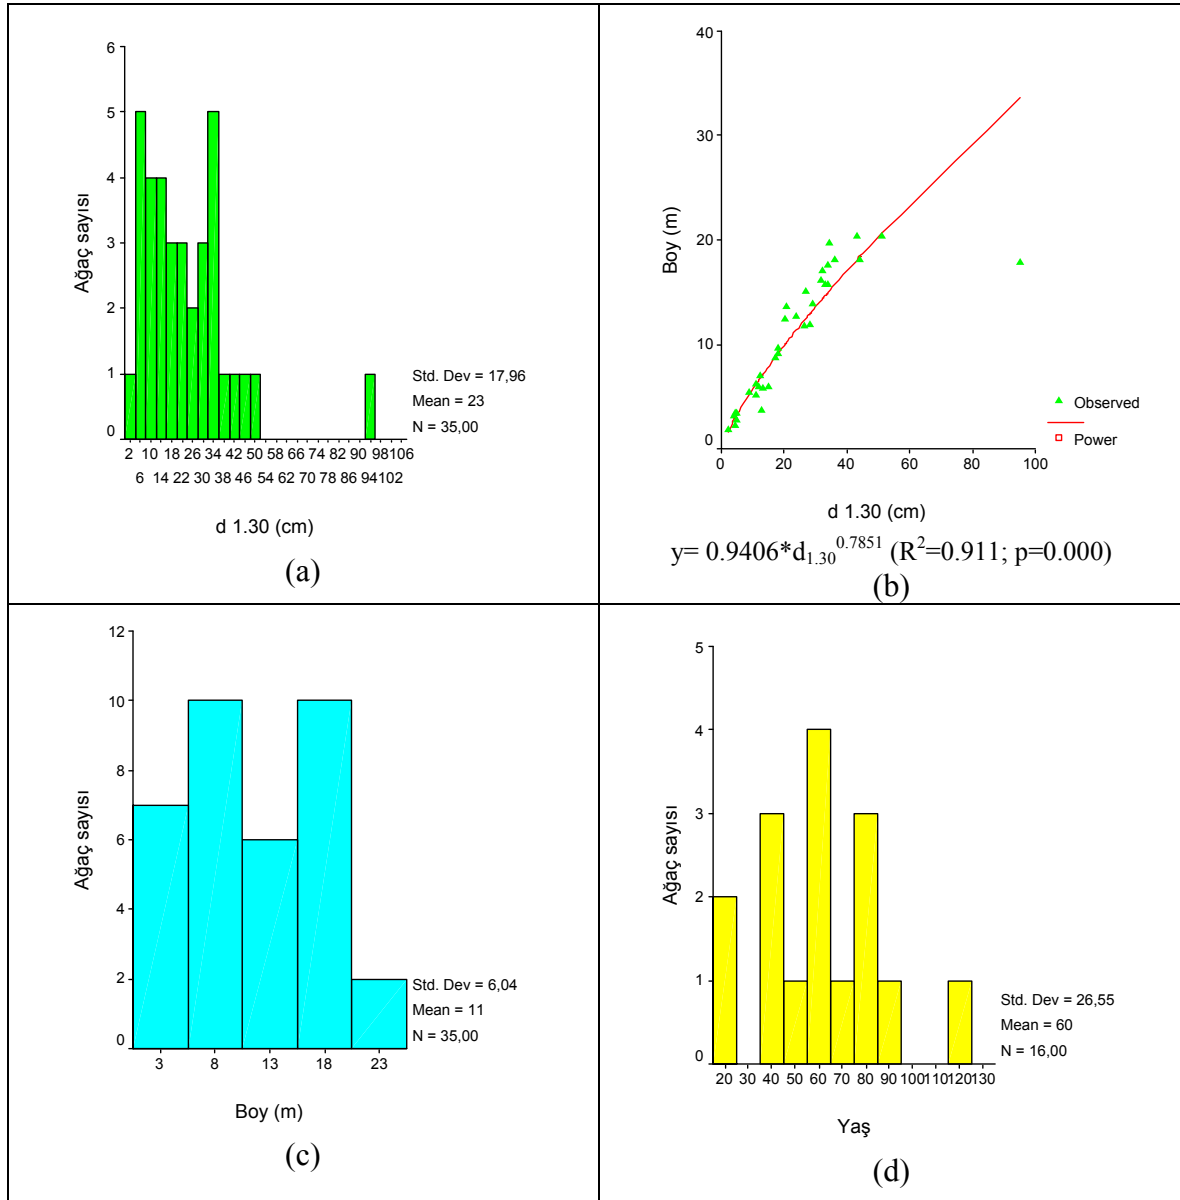 6
5
4
3
2
1
0
Ağaç sayısı
2 10 18 26 34 42 50 58 66 74 82 90 98 106
6 14 22 30 38 46 54 62 70 78 86 94 102
d 1.30 (cm)
Std. Dev = 17,96
Mean = 23
N = 35,00
(a)
40
30
20
10
0
Boy (m)
0 20 40 60 80 100
d 1.30 (cm)
Observed
Power
y= 0.9406*d1.30^0.7851 (R²=0.911; p=0.000)
(b)
12
10
8
6
4
2
0
Ağaç sayısı
3 8 13 18 23
Boy (m)
Std. Dev = 6,04
Mean = 11
N = 35,00
(c)
5
4
3
2
1
0
Ağaç sayısı
20 30 40 50 60 70 80 90 100 110 120 130
Yaş
Std. Dev = 26,55
Mean = 60
N = 16,00
(d)